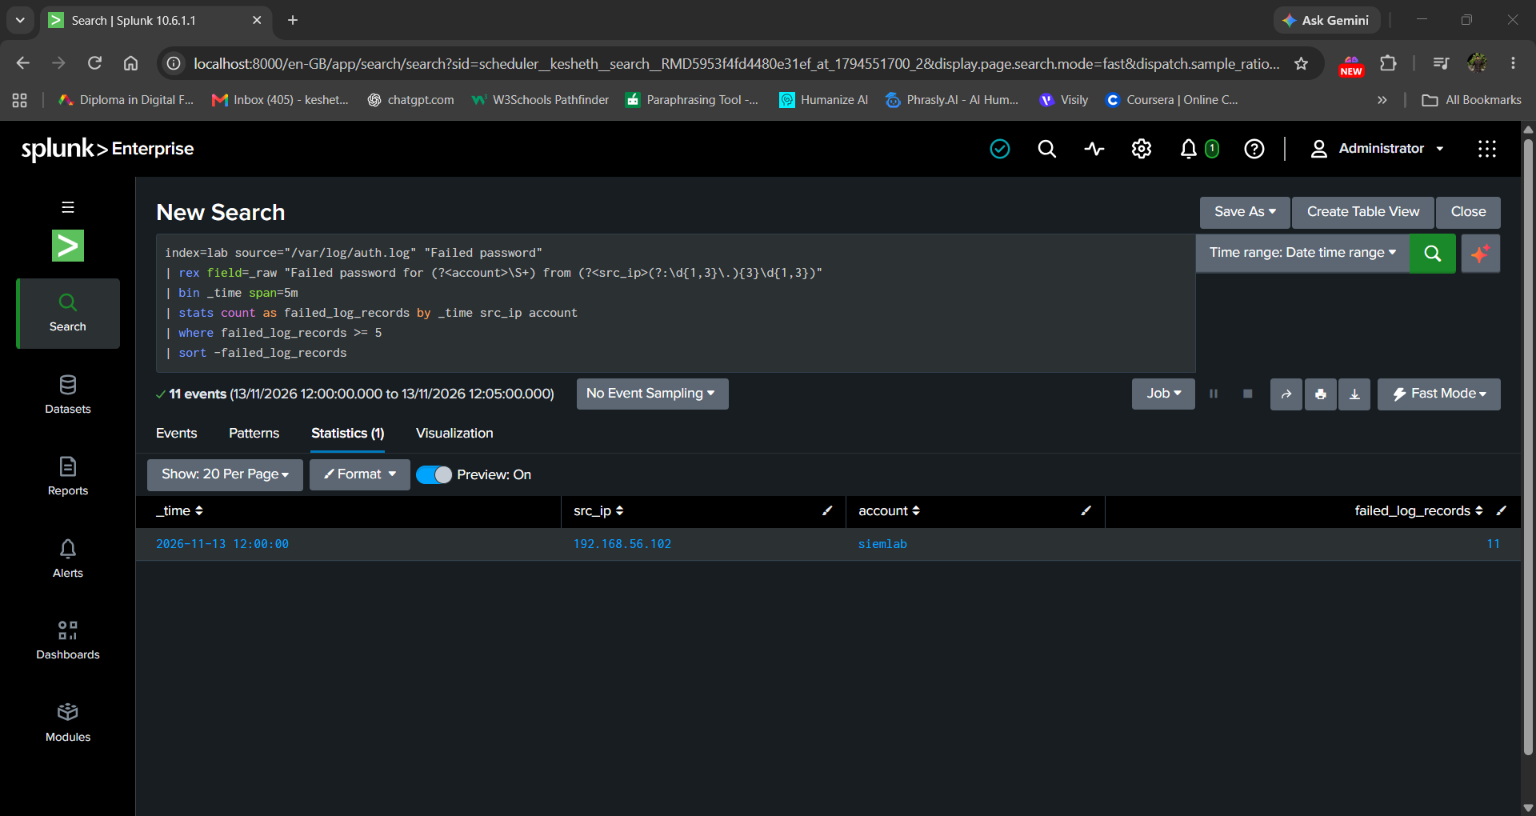 Search | Splunk 10.6.1.1
Ask Gemini
localhost:8000/en-GB/app/search/search?sid=scheduler__kesheth__search__RMD5953f4fd4480e31ef_at_1794551700_2&display.page.search.mode=fast&dispatch.sample_ratio...
NEW
Diploma in Digital F...
Inbox (405) - keshet...
chatgpt.com
W3Schools Pathfinder
Paraphrasing Tool -...
Humanize AI
Phrasly.AI - AI Hum...
Visily
Coursera | Online C...
All Bookmarks
splunk> Enterprise
1
Administrator
New Search
Save As
Create Table View
Close
index=lab source="/var/log/auth.log" "Failed password"
| rex field=_raw "Failed password for (?<account>\S+) from (?<src_ip>(?:\d{1,3}\.){3}\d{1,3})"
| bin _time span=5m
| stats count as failed_log_records by _time src_ip account
| where failed_log_records >= 5
| sort -failed_log_records
Time range: Date time range
11 events (13/11/2026 12:00:00.000 to 13/11/2026 12:05:00.000)
No Event Sampling
Job
Fast Mode
Search
Datasets
Reports
Alerts
Dashboards
Modules
Events
Patterns
Statistics (1)
Visualization
Show: 20 Per Page
Format
Preview: On
_time
src_ip
account
failed_log_records
2026-11-13 12:00:00
192.168.56.102
siemlab
11